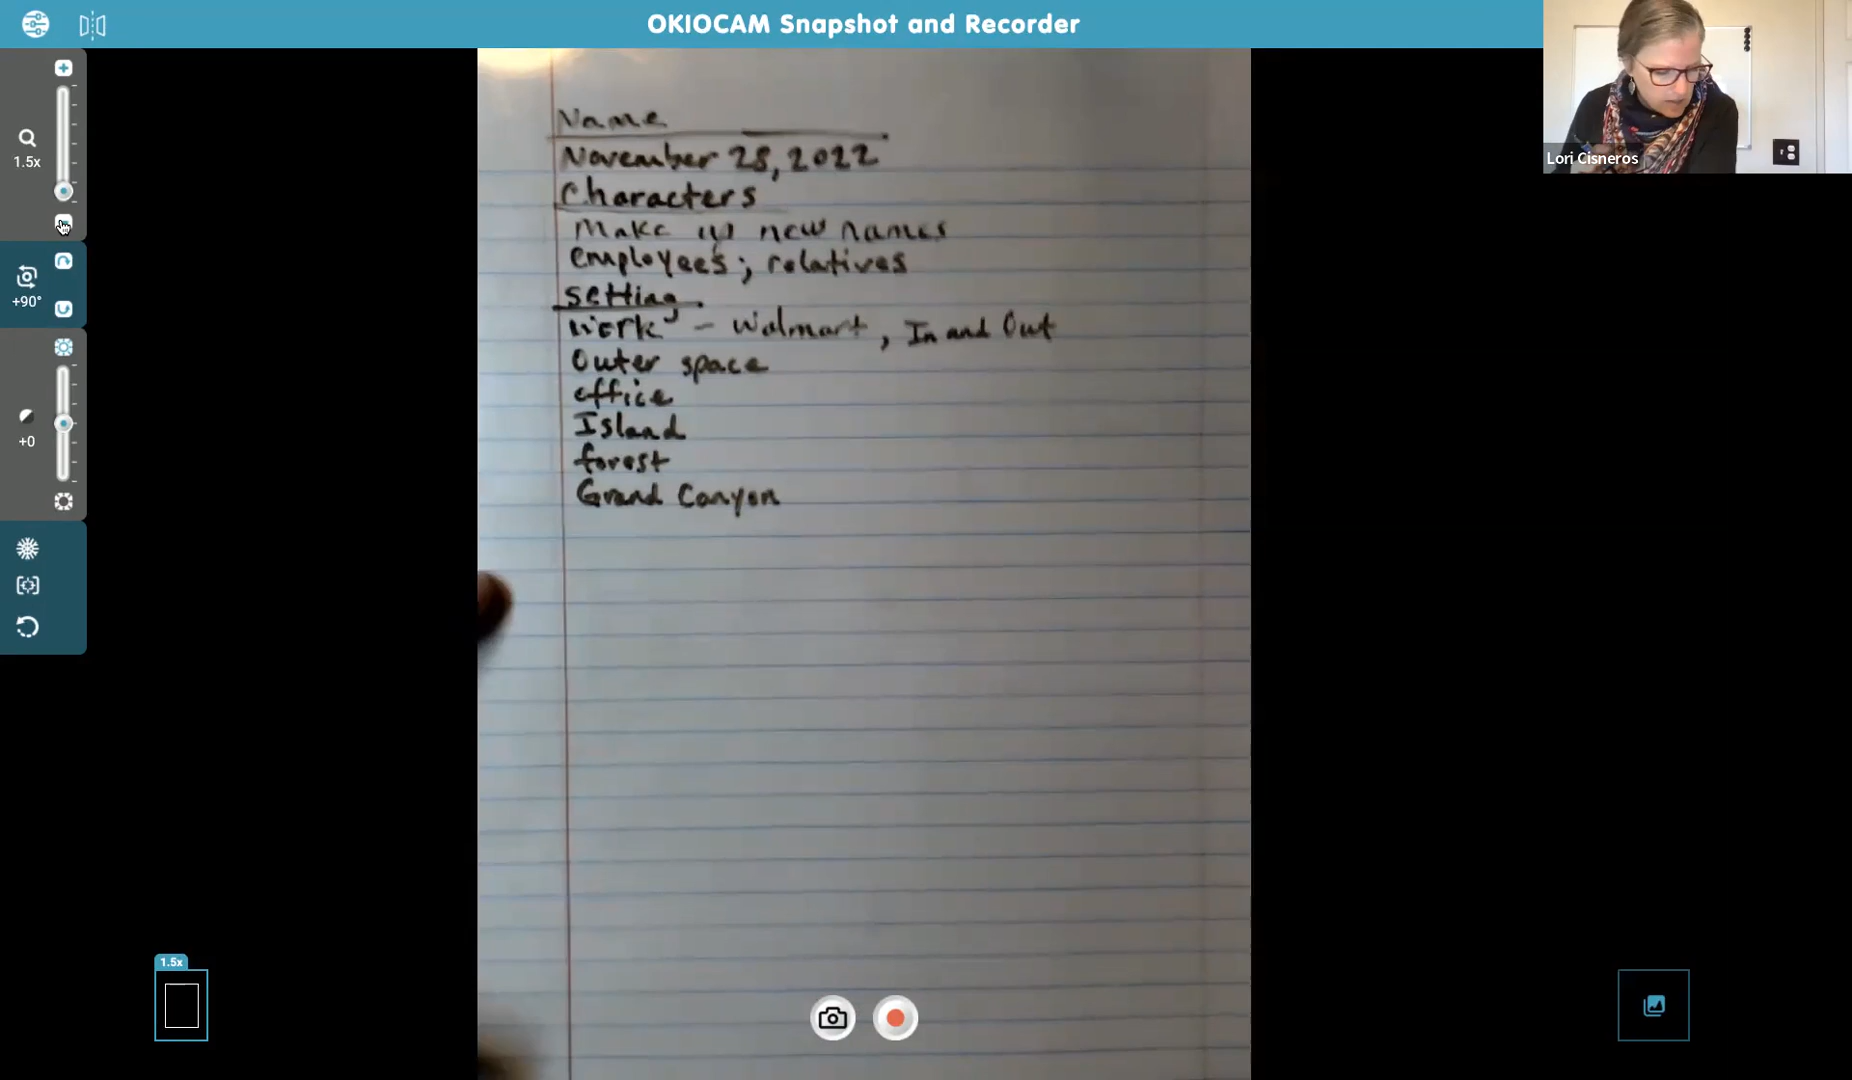 OKIOCAM Snapshot and Recorder
1.5x
+90°
+0
Lori Cisneros
Name
November 28, 2022
Characters
Make up new names
employees; relatives
setting
Work - Walmart, In and Out
Outer space
office
Island
forest
Grand Canyon
1.5x